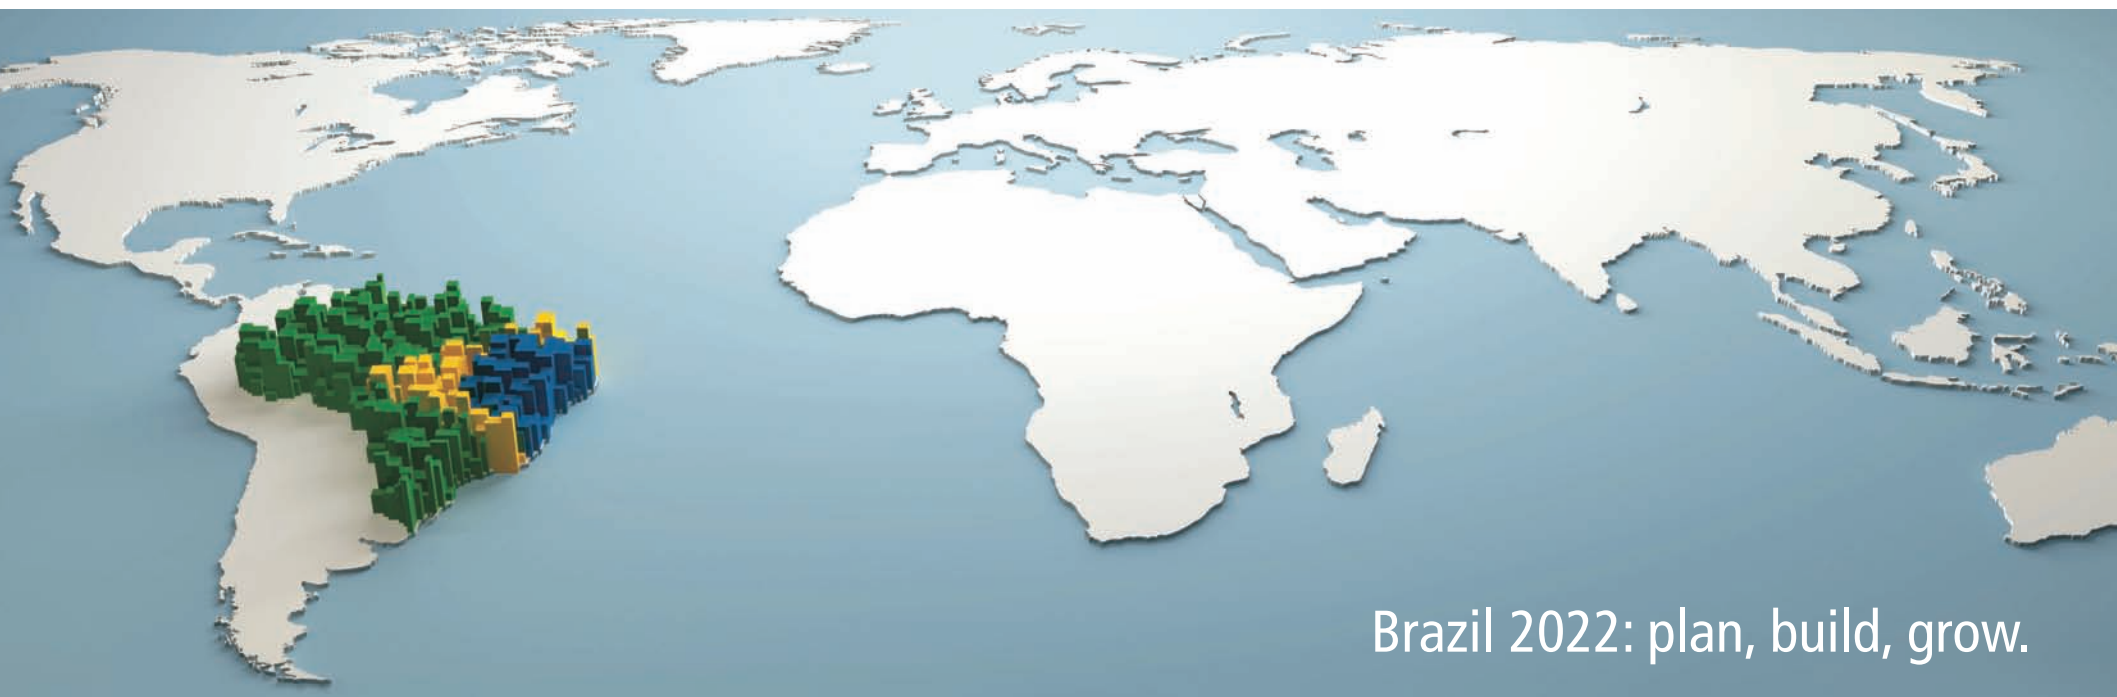 Brazil 2022: plan, build, grow.